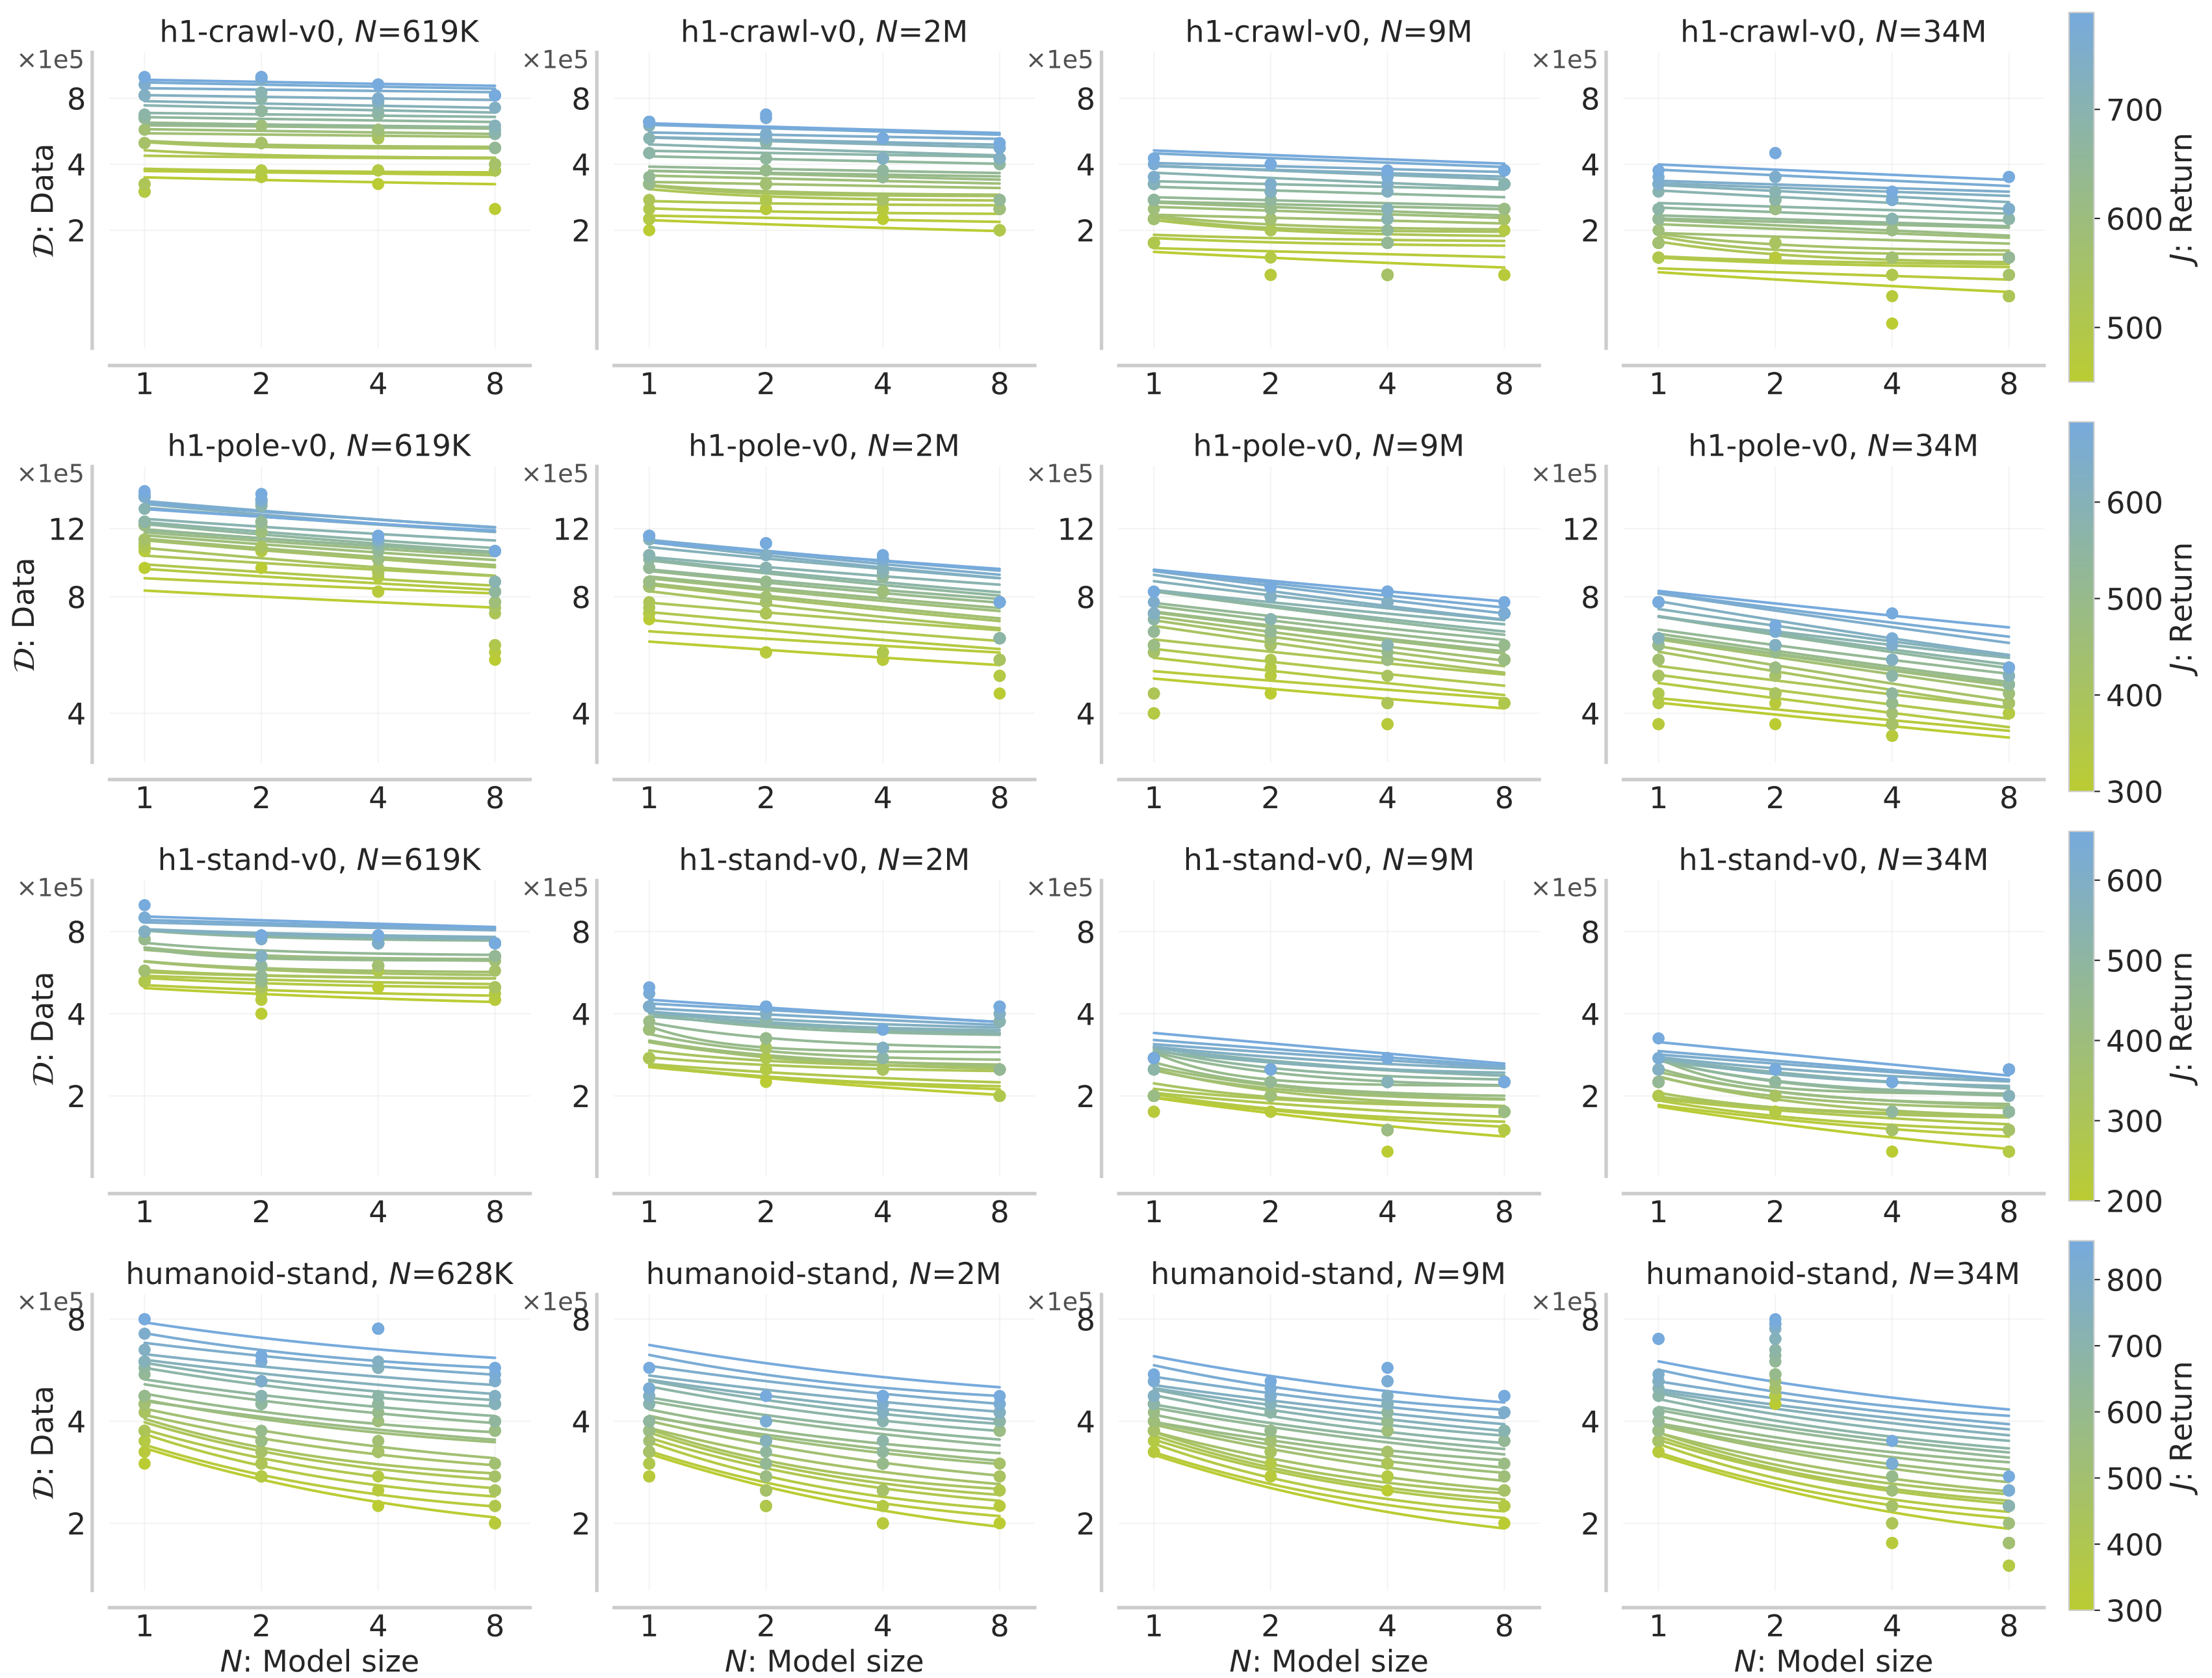 h1-crawl-v0, N=619K h1-crawl-v0, N=2M h1-crawl-v0, N=9M h1-crawl-v0, N=34M
×1e5 ×1e5 ×1e5 ×1e5
8 8 8 8 700
4 4 4 4 600
2 2 2 2 500
𝒟: Data J: Return
1 2 4 8 1 2 4 8 1 2 4 8 1 2 4 8
h1-pole-v0, N=619K h1-pole-v0, N=2M h1-pole-v0, N=9M h1-pole-v0, N=34M
×1e5 ×1e5 ×1e5 ×1e5
12 12 12 12 600
8 8 8 8 500
4 4 4 4 400
300
𝒟: Data J: Return
1 2 4 8 1 2 4 8 1 2 4 8 1 2 4 8
h1-stand-v0, N=619K h1-stand-v0, N=2M h1-stand-v0, N=9M h1-stand-v0, N=34M
×1e5 ×1e5 ×1e5 ×1e5
600
8 8 8 8 500
4 4 4 4 400
2 2 2 2 300
200
𝒟: Data J: Return
1 2 4 8 1 2 4 8 1 2 4 8 1 2 4 8
humanoid-stand, N=628K humanoid-stand, N=2M humanoid-stand, N=9M humanoid-stand, N=34M
×1e5 ×1e5 ×1e5 ×1e5
800
8 8 8 8 700
4 4 4 4 600
500
2 2 2 2 400
300
𝒟: Data J: Return
1 2 4 8 1 2 4 8 1 2 4 8 1 2 4 8
N: Model size N: Model size N: Model size N: Model size